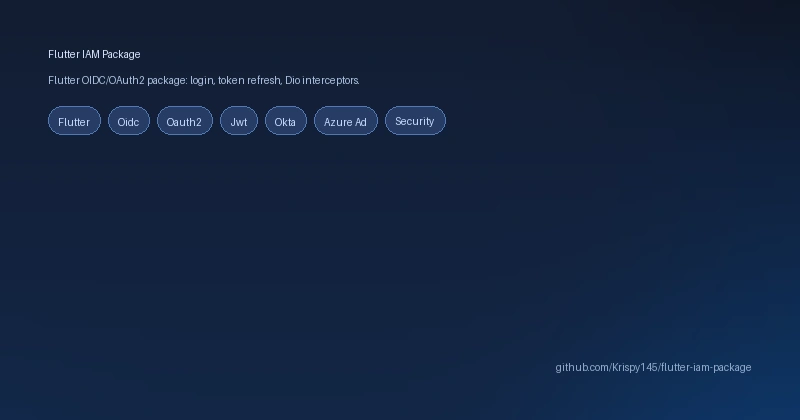 Flutter IAM Package
Flutter OIDC/OAuth2 package: login, token refresh, Dio interceptors.
Flutter Oidc Oauth2 Jwt Okta Azure Ad Security
github.com/Krispy145/flutter-iam-package